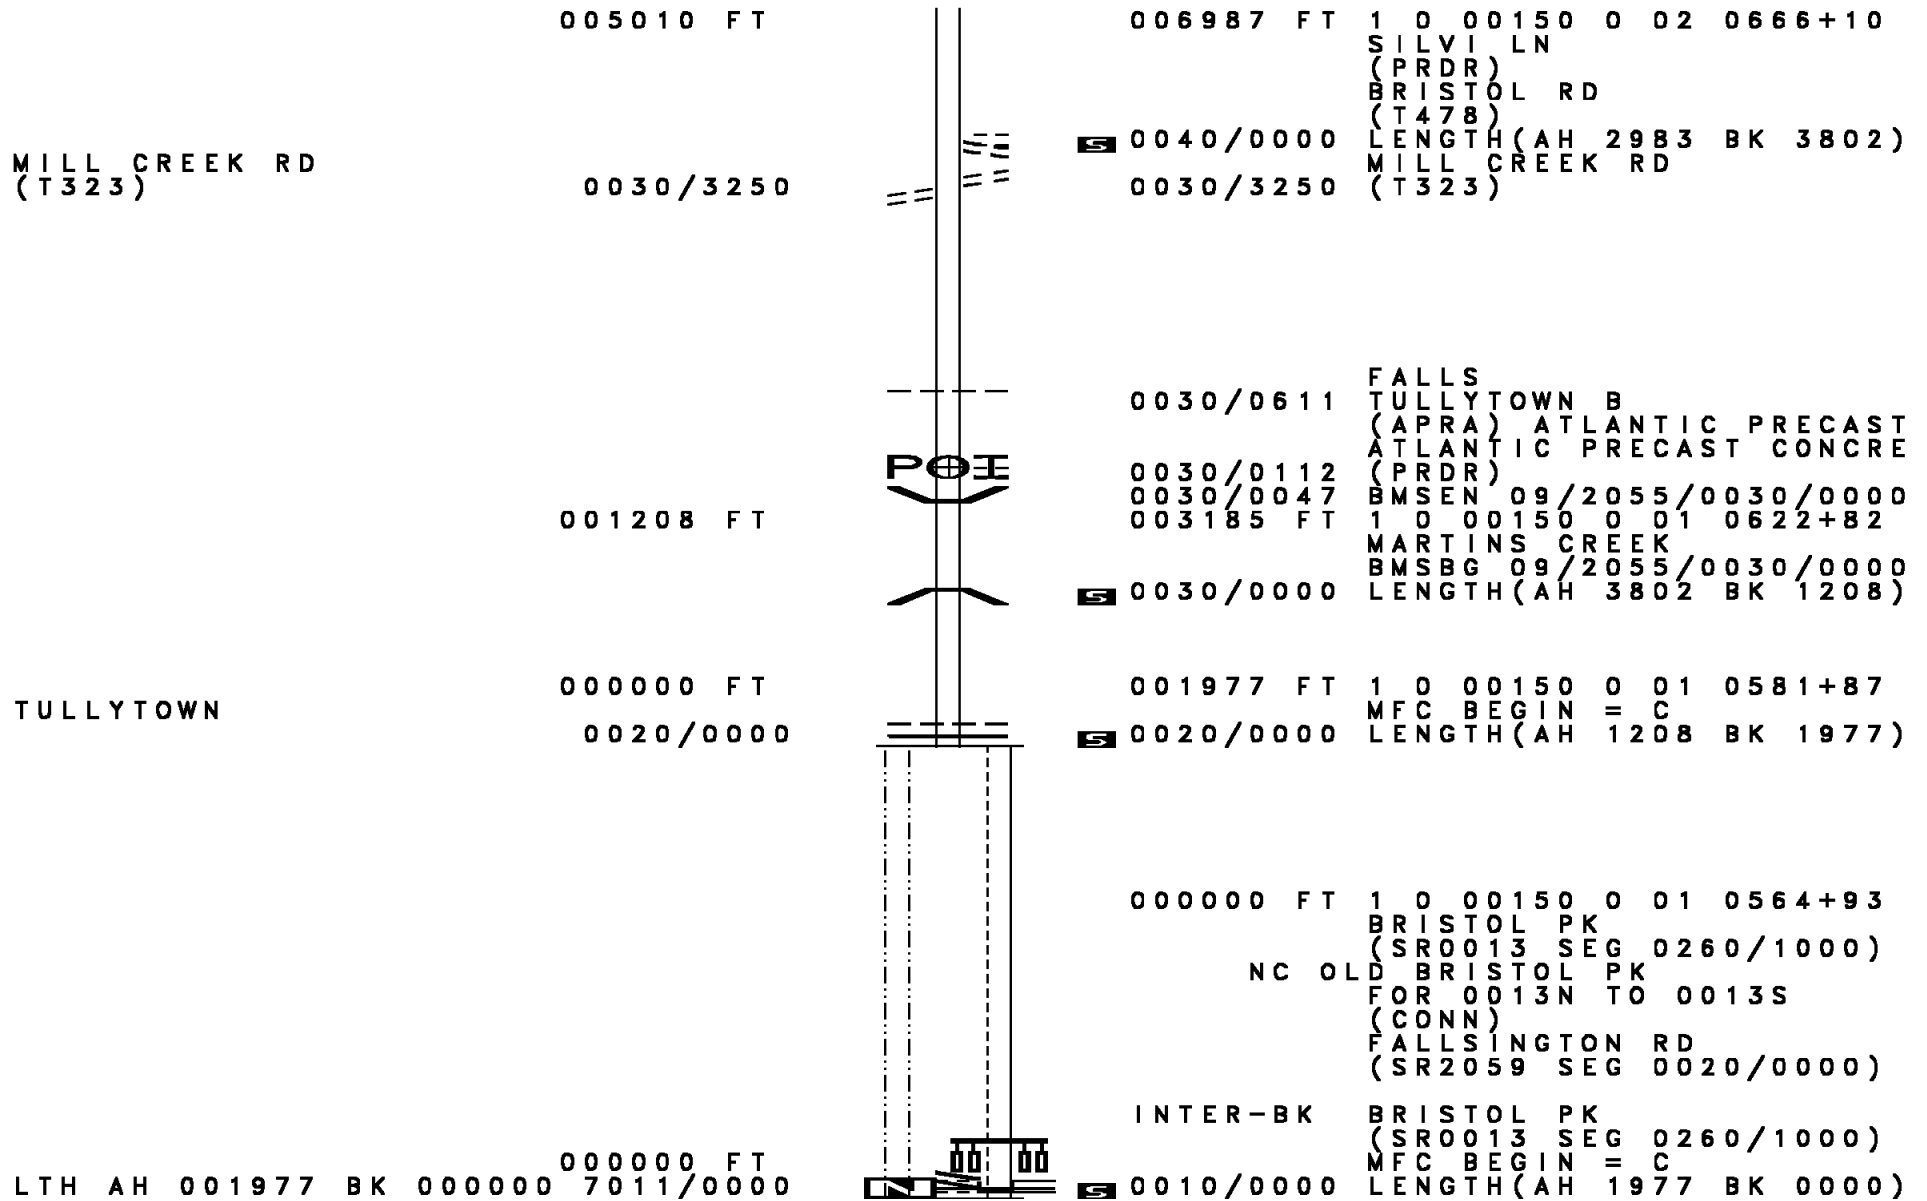 005010 FT 006987 FT 1 0 00150 0 02 0666+10
SILVI LN
(PRDR)
BRISTOL RD
(T478)
S 0040/0000 LENGTH(AH 2983 BK 3802)
MILL CREEK RD MILL CREEK RD
(T323) 0030/3250 0030/3250 (T323)
FALLS
0030/0611 TULLYTOWN B
(APRA) ATLANTIC PRECAST
ATLANTIC PRECAST CONCRE
POI 0030/0112 (PRDR)
0030/0047 BMSEN 09/2055/0030/0000
001208 FT 003185 FT 1 0 00150 0 01 0622+82
MARTINS CREEK
BMSBG 09/2055/0030/0000
S 0030/0000 LENGTH(AH 3802 BK 1208)
000000 FT 001977 FT 1 0 00150 0 01 0581+87
TULLYTOWN MFC BEGIN = C
0020/0000 S 0020/0000 LENGTH(AH 1208 BK 1977)
000000 FT 1 0 00150 0 01 0564+93
BRISTOL PK
(SR0013 SEG 0260/1000)
NC OLD BRISTOL PK
FOR 0013N TO 0013S
(CONN)
FALLSINGTON RD
(SR2059 SEG 0020/0000)
INTER-BK BRISTOL PK
(SR0013 SEG 0260/1000)
000000 FT MFC BEGIN = C
LTH AH 001977 BK 000000 7011/0000 S 0010/0000 LENGTH(AH 1977 BK 0000)